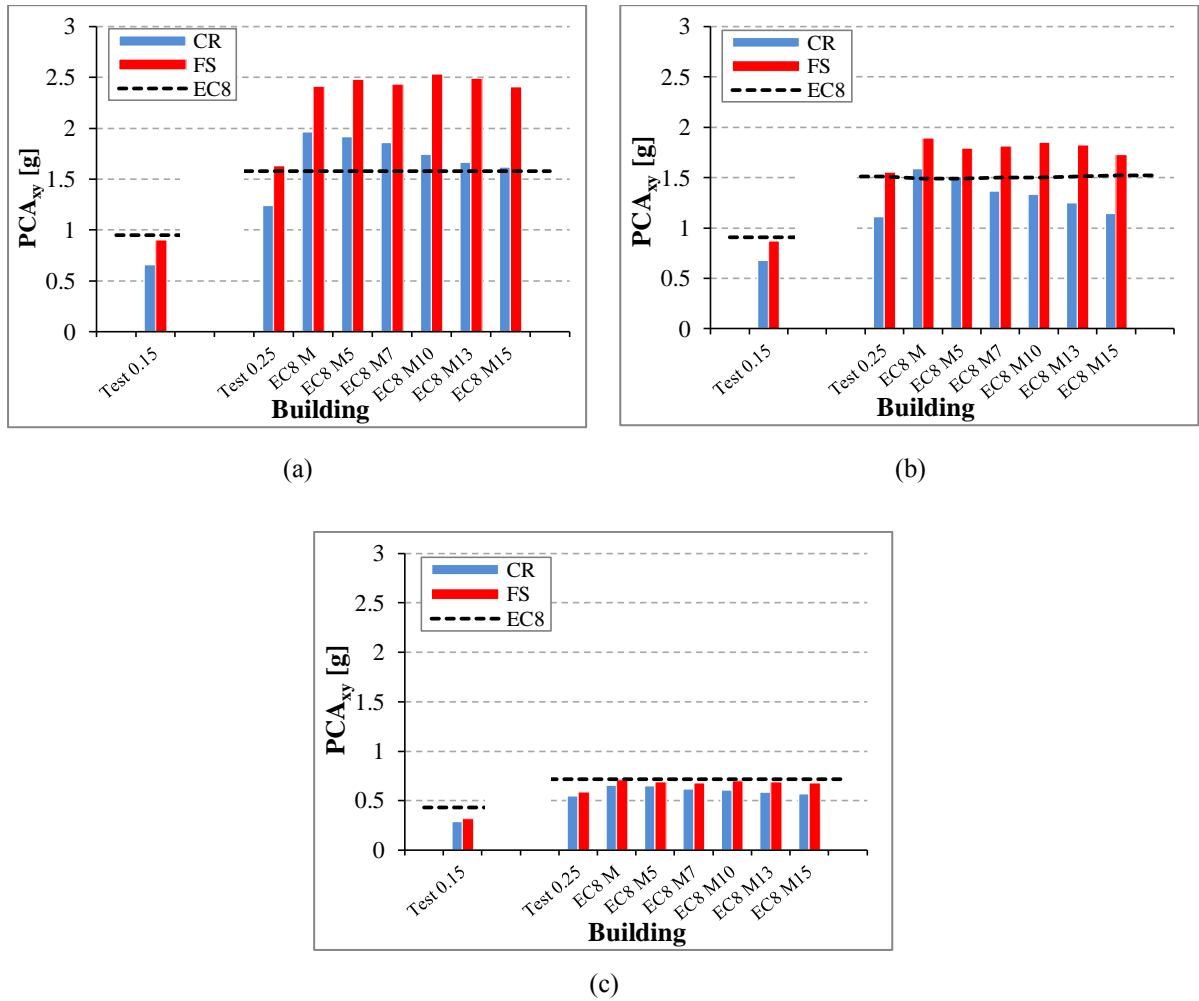 3
2.5
2
1.5
1
0.5
0
PCAxy [g]
CR
FS
EC8
Test 0.15
Test 0.25
EC8 M
EC8 M5
EC8 M7
EC8 M10
EC8 M13
EC8 M15
Building
(a)
3
2.5
2
1.5
1
0.5
0
PCAxy [g]
CR
FS
EC8
Test 0.15
Test 0.25
EC8 M
EC8 M5
EC8 M7
EC8 M10
EC8 M13
EC8 M15
Building
(b)
3
2.5
2
1.5
1
0.5
0
PCAxy [g]
CR
FS
EC8
Test 0.15
Test 0.25
EC8 M
EC8 M5
EC8 M7
EC8 M10
EC8 M13
EC8 M15
Building
(c)